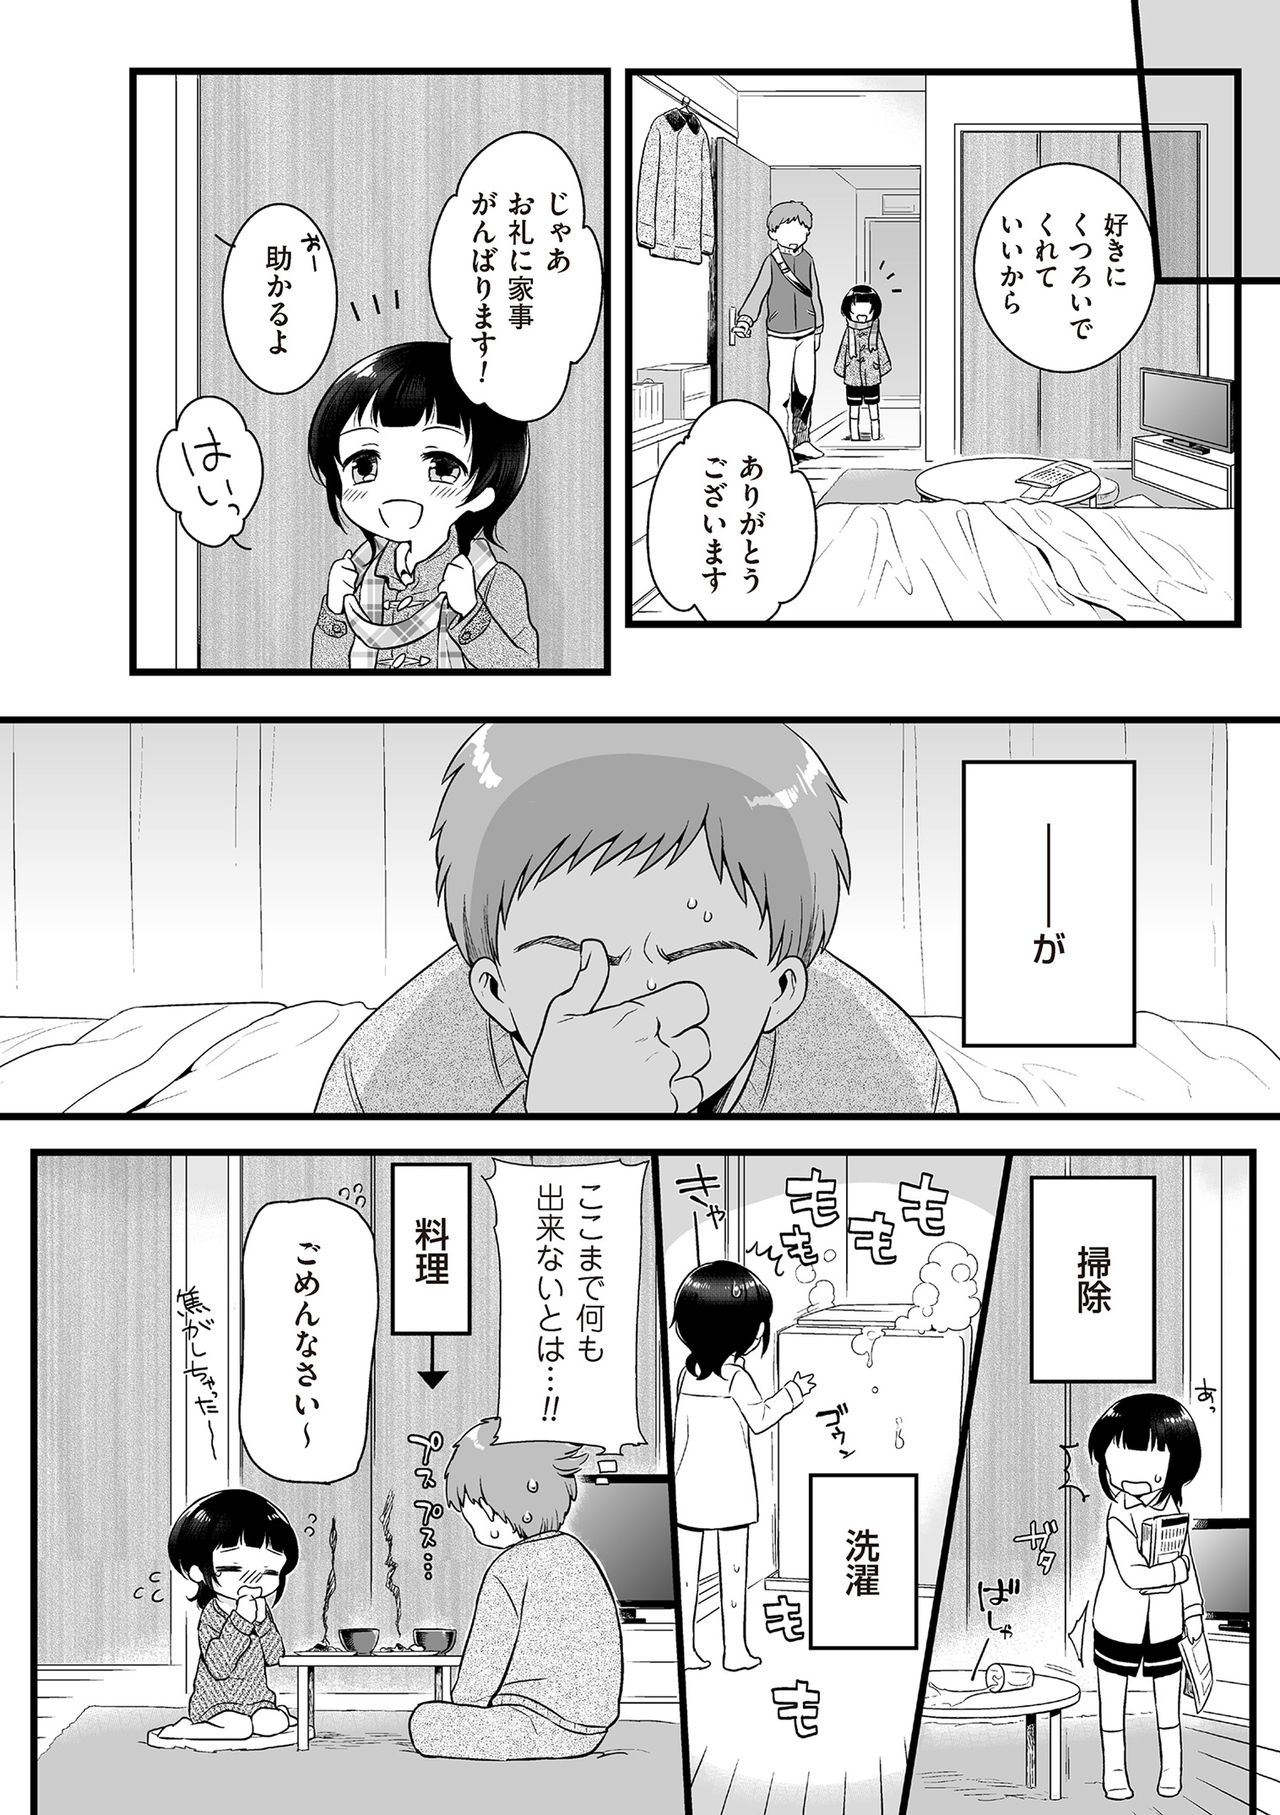 好きに
くつろいで
くれて
いいから
ありがとう
ございます
じゃあ
お礼に家事
がんばります！
おー
助かるよ
はいっ
――が
掃除
あっ
ガタ
ばしゃ
きゃー
もももも
ゴウン
洗濯
もも
ここまで何も
出来ないとは…!!
料理
プスプス…
ごめんなさい～
焦がしちゃった――